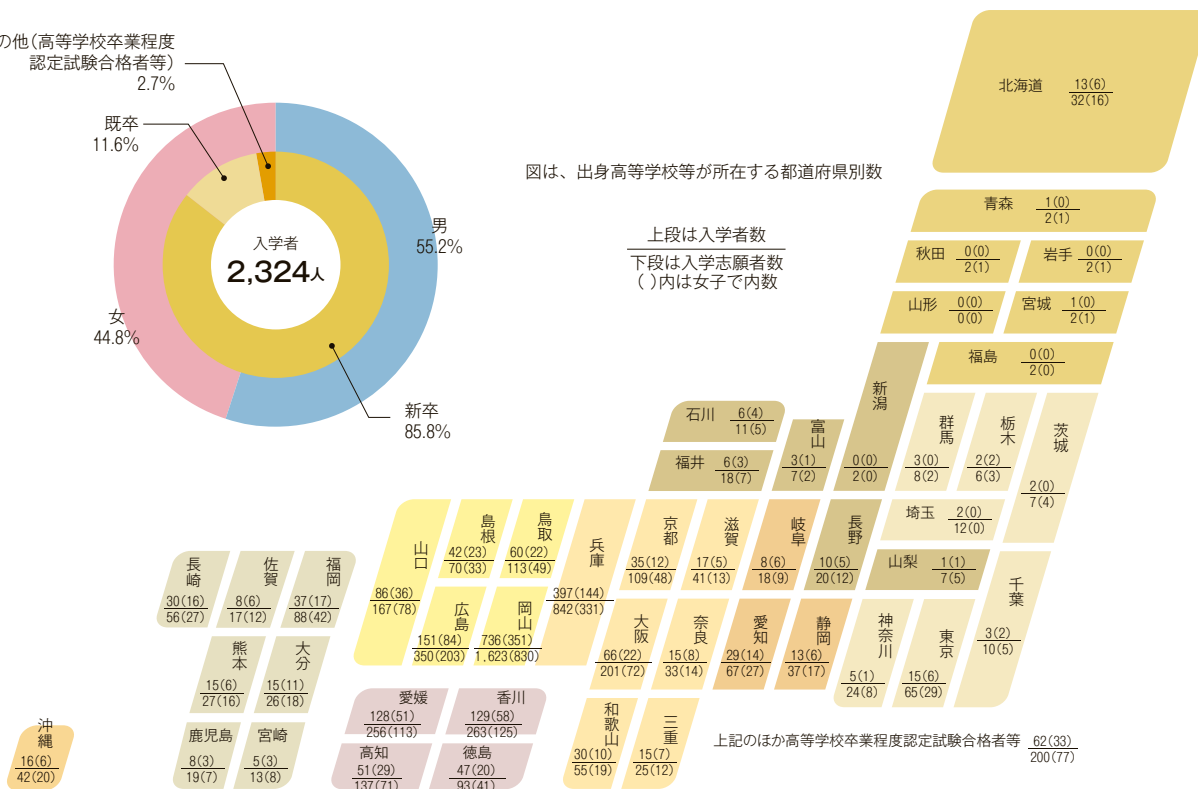 の他(高等学校卒業程度
認定試験合格者等)
2.7%
既卒
11.6%
入学者
2,324人
男
55.2%
女
44.8%
新卒
85.8%
図は、出身高等学校等が所在する都道府県別数
上段は入学者数
下段は入学志願者数
( )内は女子で内数
北海道
13(6)
32(16)
青森
1(0)
2(1)
秋田
0(0)
2(1)
岩手
0(0)
2(1)
山形
0(0)
0(0)
宮城
1(0)
2(1)
福島
0(0)
2(0)
新潟
0(0)
2(0)
石川
6(4)
11(5)
富山
3(1)
7(2)
福井
6(3)
18(7)
群馬
3(0)
8(2)
栃木
2(2)
6(3)
茨城
2(0)
7(4)
埼玉
2(0)
12(0)
山梨
1(1)
7(5)
長野
10(5)
20(12)
岐阜
8(6)
18(9)
滋賀
17(5)
41(13)
京都
35(12)
109(48)
兵庫
397(144)
842(331)
鳥取
60(22)
113(49)
島根
42(23)
70(33)
山口
86(36)
167(78)
広島
151(84)
350(203)
岡山
736(351)
1,623(830)
大阪
66(22)
201(72)
奈良
15(8)
33(14)
愛知
29(14)
67(27)
静岡
13(6)
37(17)
神奈川
5(1)
24(8)
東京
15(6)
65(29)
千葉
3(2)
10(5)
長崎
30(16)
56(27)
佐賀
8(6)
17(12)
福岡
37(17)
88(42)
熊本
15(6)
27(16)
大分
15(11)
26(18)
鹿児島
8(3)
19(7)
宮崎
5(3)
13(8)
沖縄
16(6)
42(20)
愛媛
128(51)
256(113)
香川
129(58)
263(125)
高知
51(29)
137(71)
徳島
47(20)
93(41)
和歌山
30(10)
55(19)
三重
15(7)
25(12)
上記のほか高等学校卒業程度認定試験合格者等
62(33)
200(77)